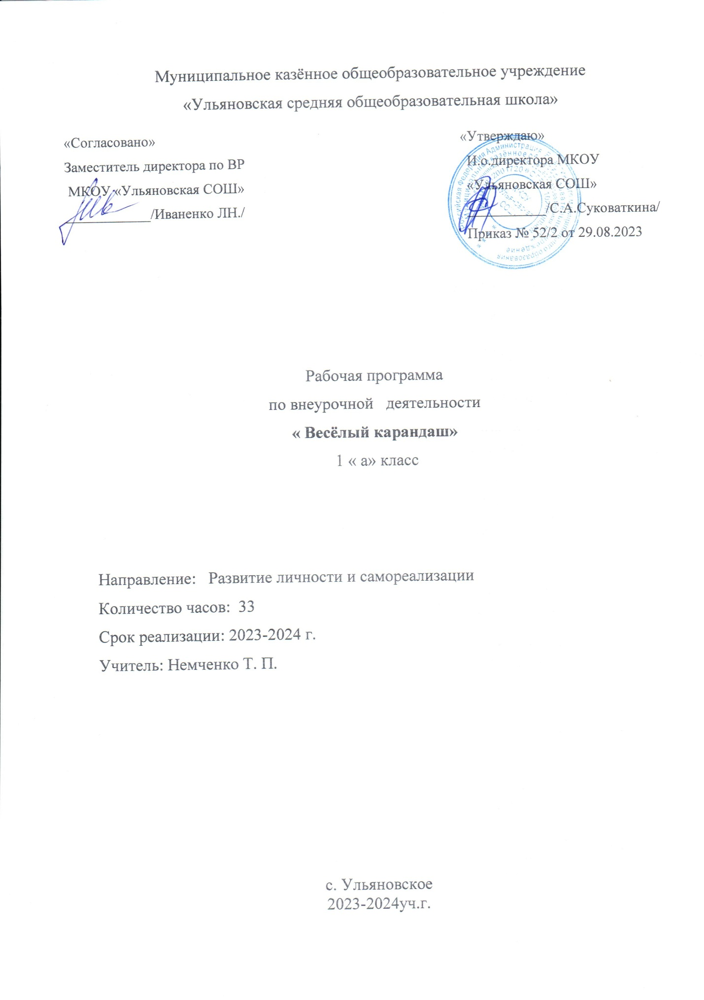 Муниципальное казённое общеобразовательное учреждение
«Ульяновская средняя общеобразовательная школа»
«Согласовано»
Заместитель директора по ВР
МКОУ «Ульяновская СОШ»
____________/Иваненко ЛН./
«Утверждаю»
И.о.директора МКОУ
«Ульяновская СОШ»
___________/С.А.Суковаткина/
Приказ № 52/2 от 29.08.2023
Рабочая программа
по внеурочной деятельности
« Весёлый карандаш»
1 « а» класс
Направление: Развитие личности и самореализации
Количество часов: 33
Срок реализации: 2023-2024 г.
Учитель: Немченко Т. П.
с. Ульяновское
2023-2024уч.г.